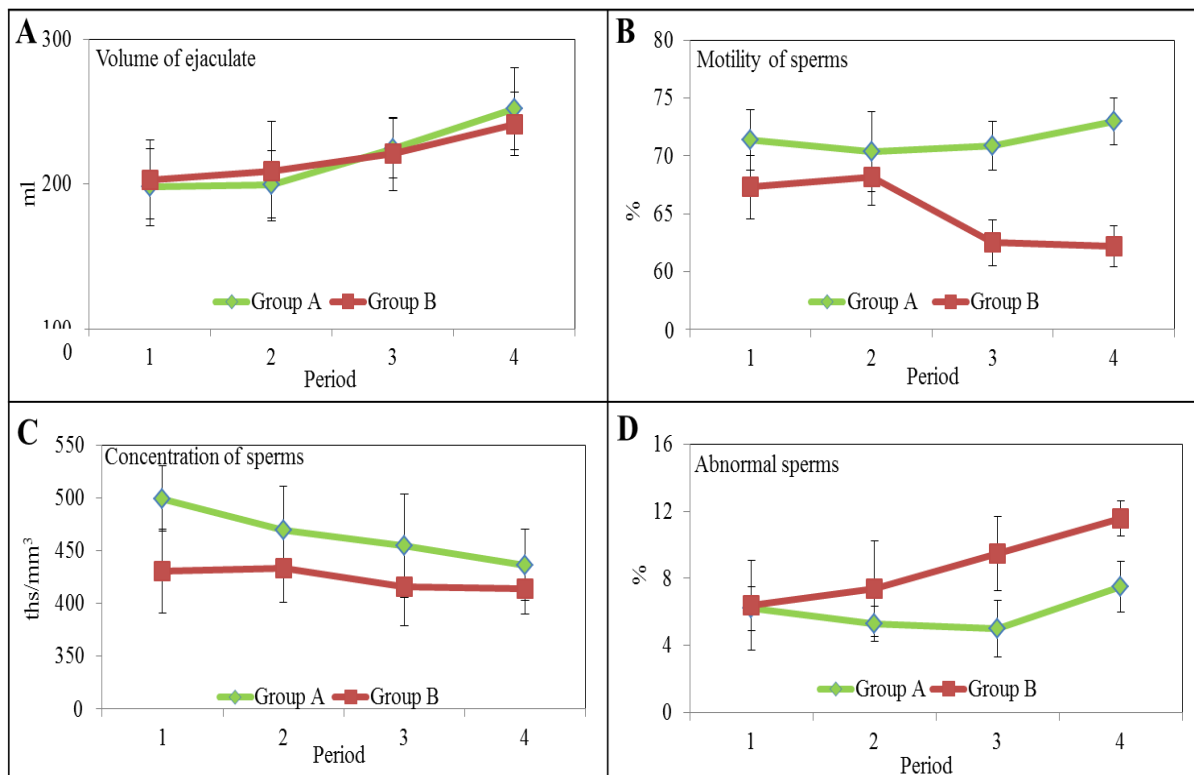 A
Volume of ejaculate
300
200
100
0
ml
Group A
Group B
1 2 3 4
Period
B
Motility of sperms
80
75
70
65
60
0
%
Group A
Group B
1 2 3 4
Period
C
Concentration of sperms
550
500
450
400
350
0
ths/mm³
Group A
Group B
1 2 3 4
Period
D
Abnormal sperms
16
12
8
4
0
%
Group A
Group B
1 2 3 4
Period